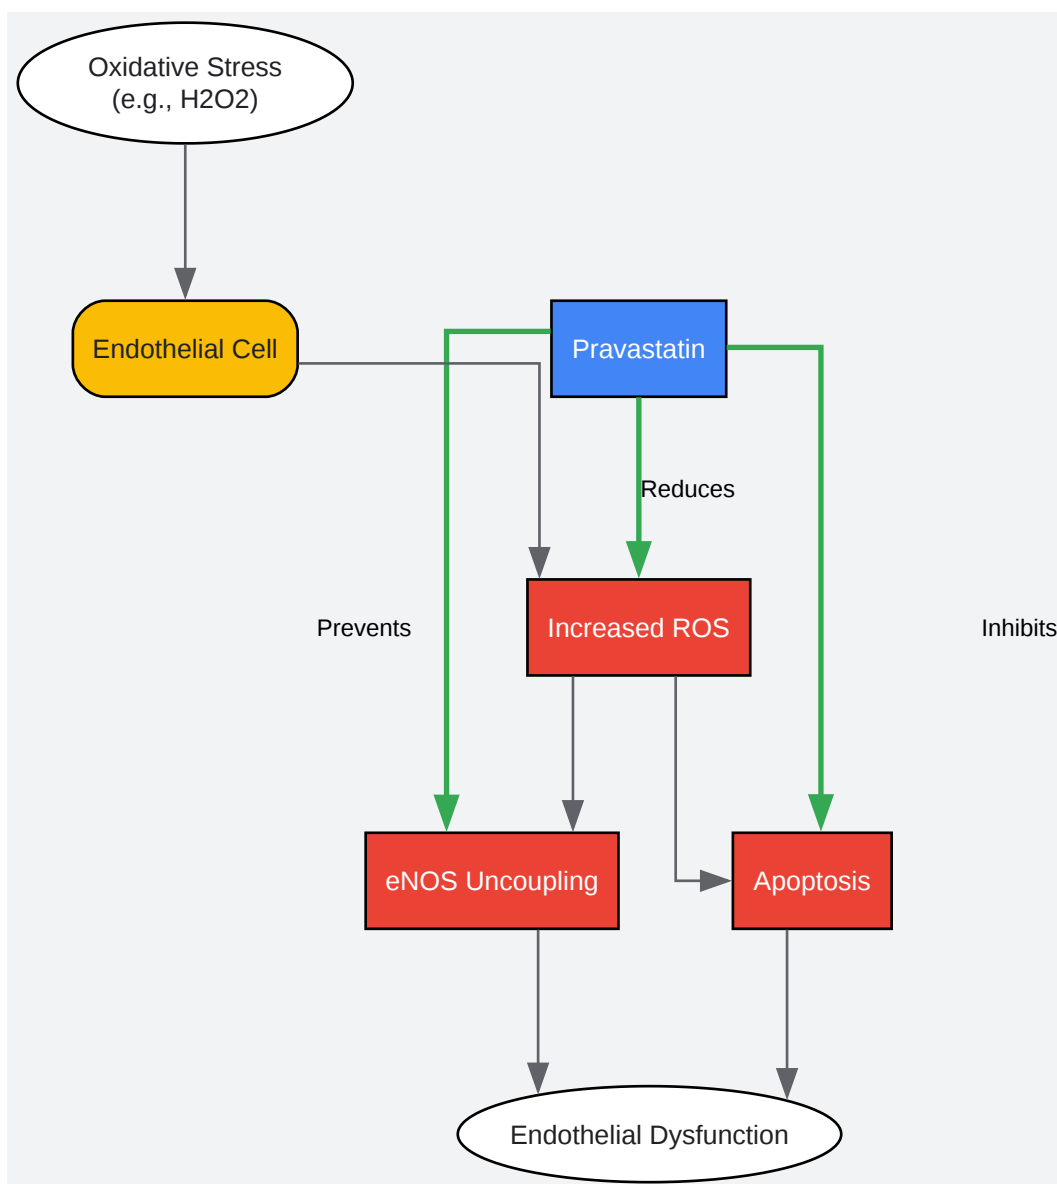 Oxidative Stress
(e.g., H2O2)
Endothelial Cell
Pravastatin
Reduces
Prevents
Increased ROS
Inhibits
eNOS Uncoupling
Apoptosis
Endothelial Dysfunction